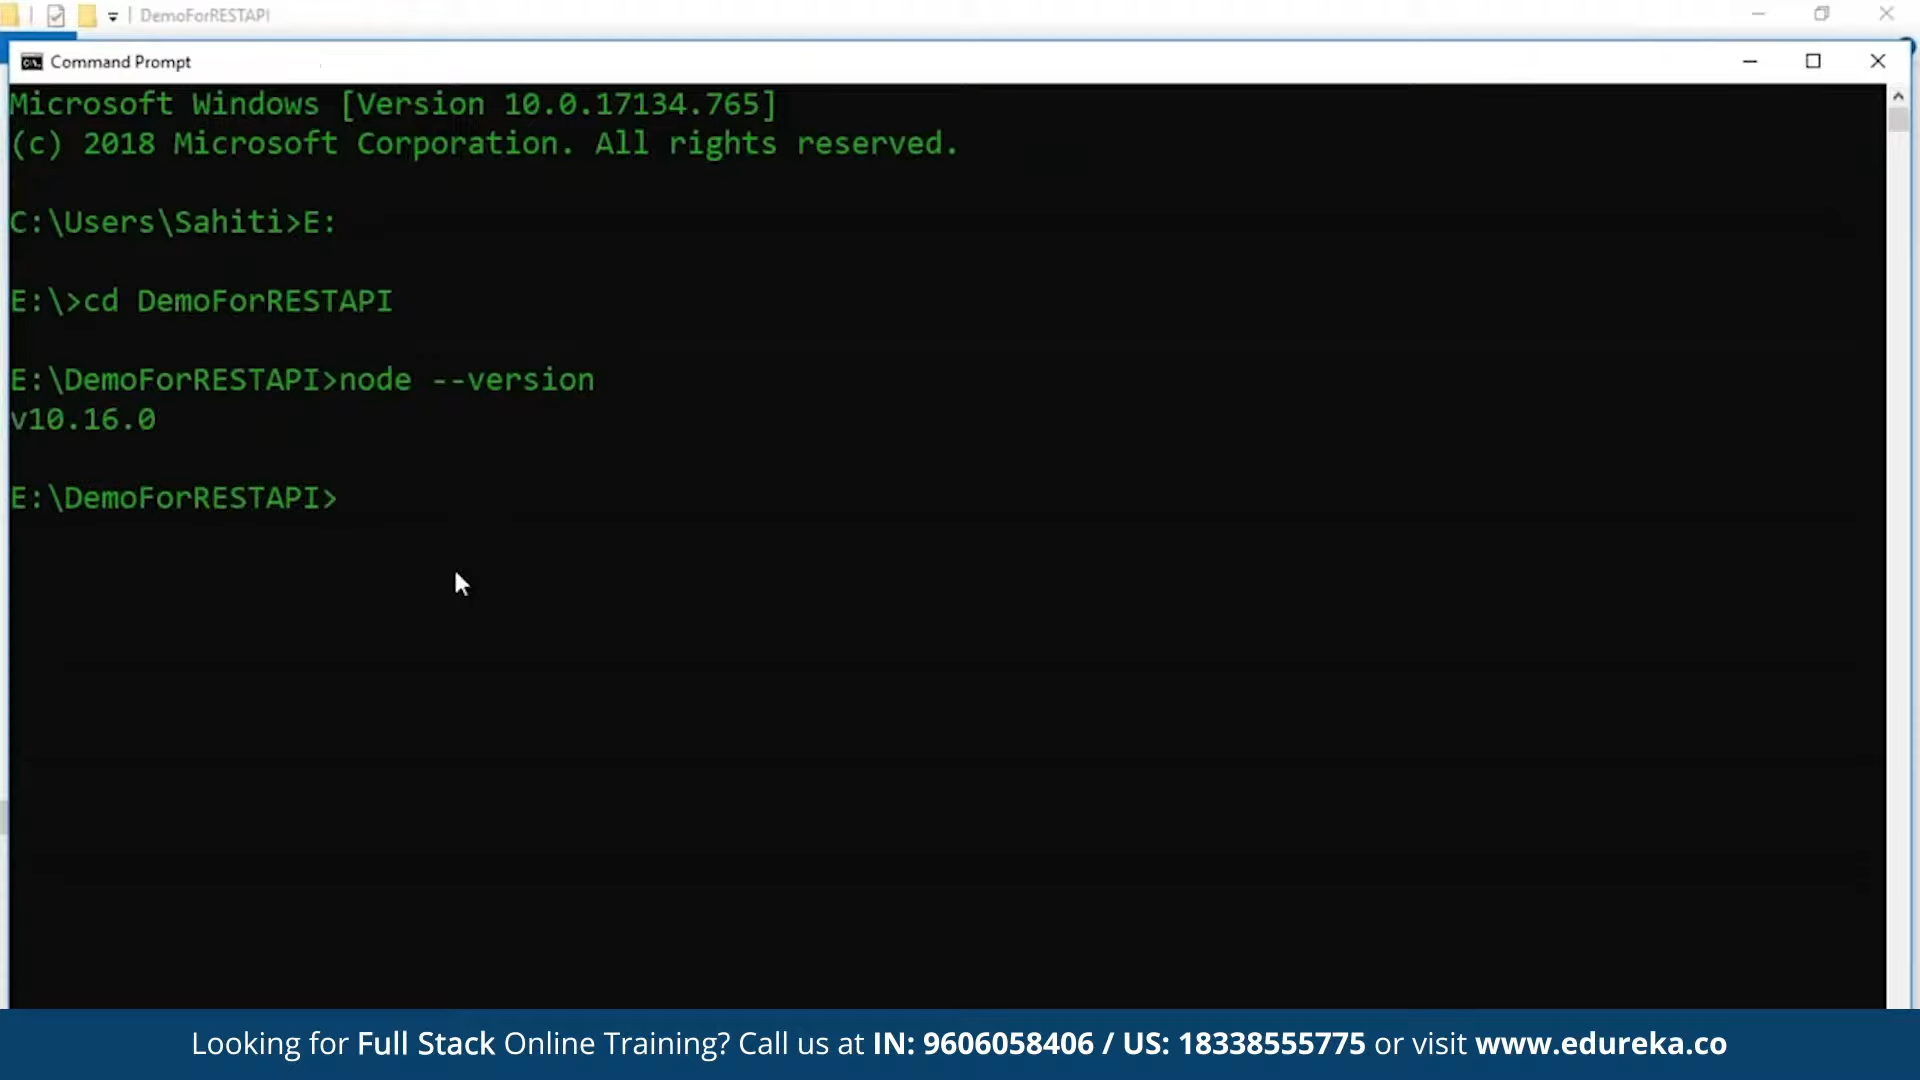 DemoForRESTAPI
Command Prompt
Microsoft Windows [Version 10.0.17134.765]
(c) 2018 Microsoft Corporation. All rights reserved.
C:\Users\Sahiti>E:
E:\>cd DemoForRESTAPI
E:\DemoForRESTAPI>node --version
v10.16.0
E:\DemoForRESTAPI>
Looking for Full Stack Online Training? Call us at IN: 9606058406 / US: 18338555775 or visit www.edureka.co